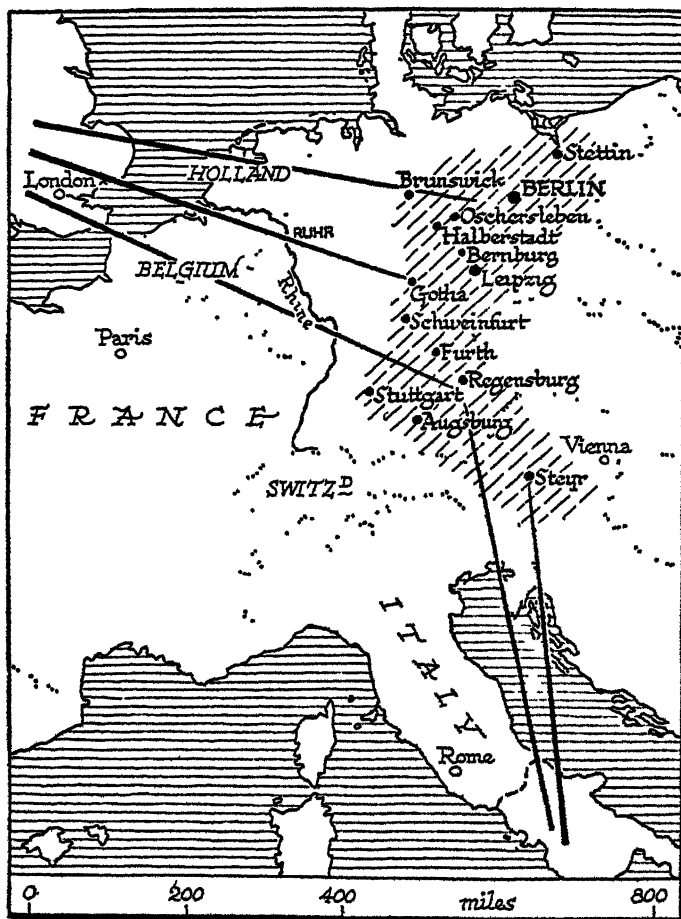 Stettin
Brunswick
BERLIN
HOLLAND
London
Oschersleben
Halberstadt
RUHR
Bernburg
BELGIUM
Leipzig
Gotha
Rhine
Schweinfurt
Paris
Furth
Regensburg
Stuttgart
FRANCE
Augsburg
Vienna
Steyr
SWITZD
ITALY
Rome
0 200 400 miles 800